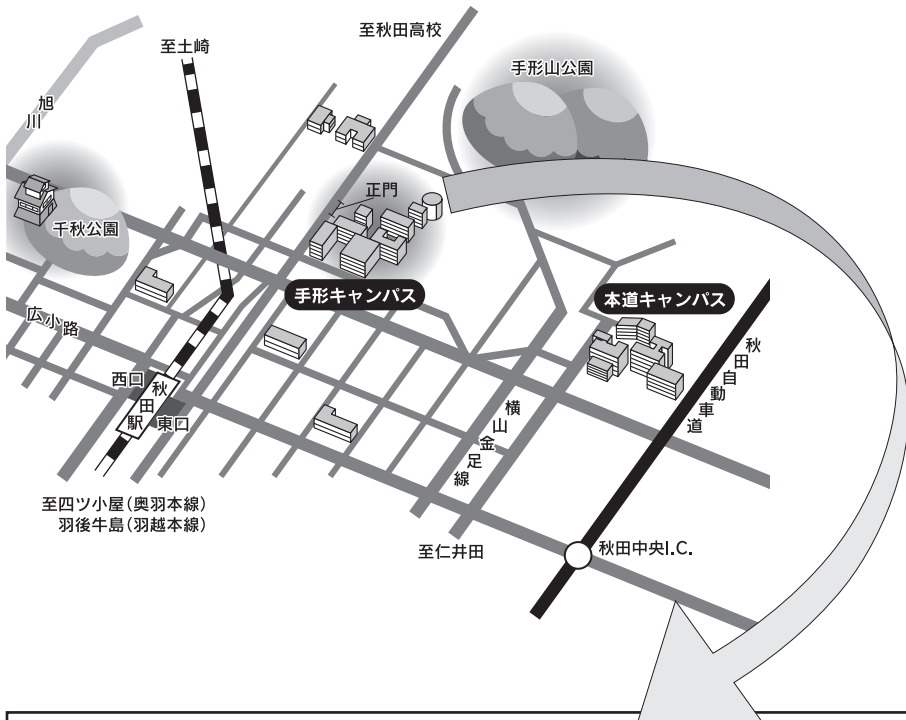 至秋田高校
至土崎
手形山公園
旭川
正門
千秋公園
手形キャンパス
本道キャンパス
広小路
秋田自動車道
西口
秋田駅
東口
横山金足線
至四ツ小屋(奥羽本線)
羽後牛島(羽越本線)
至仁井田
秋田中央I.C.